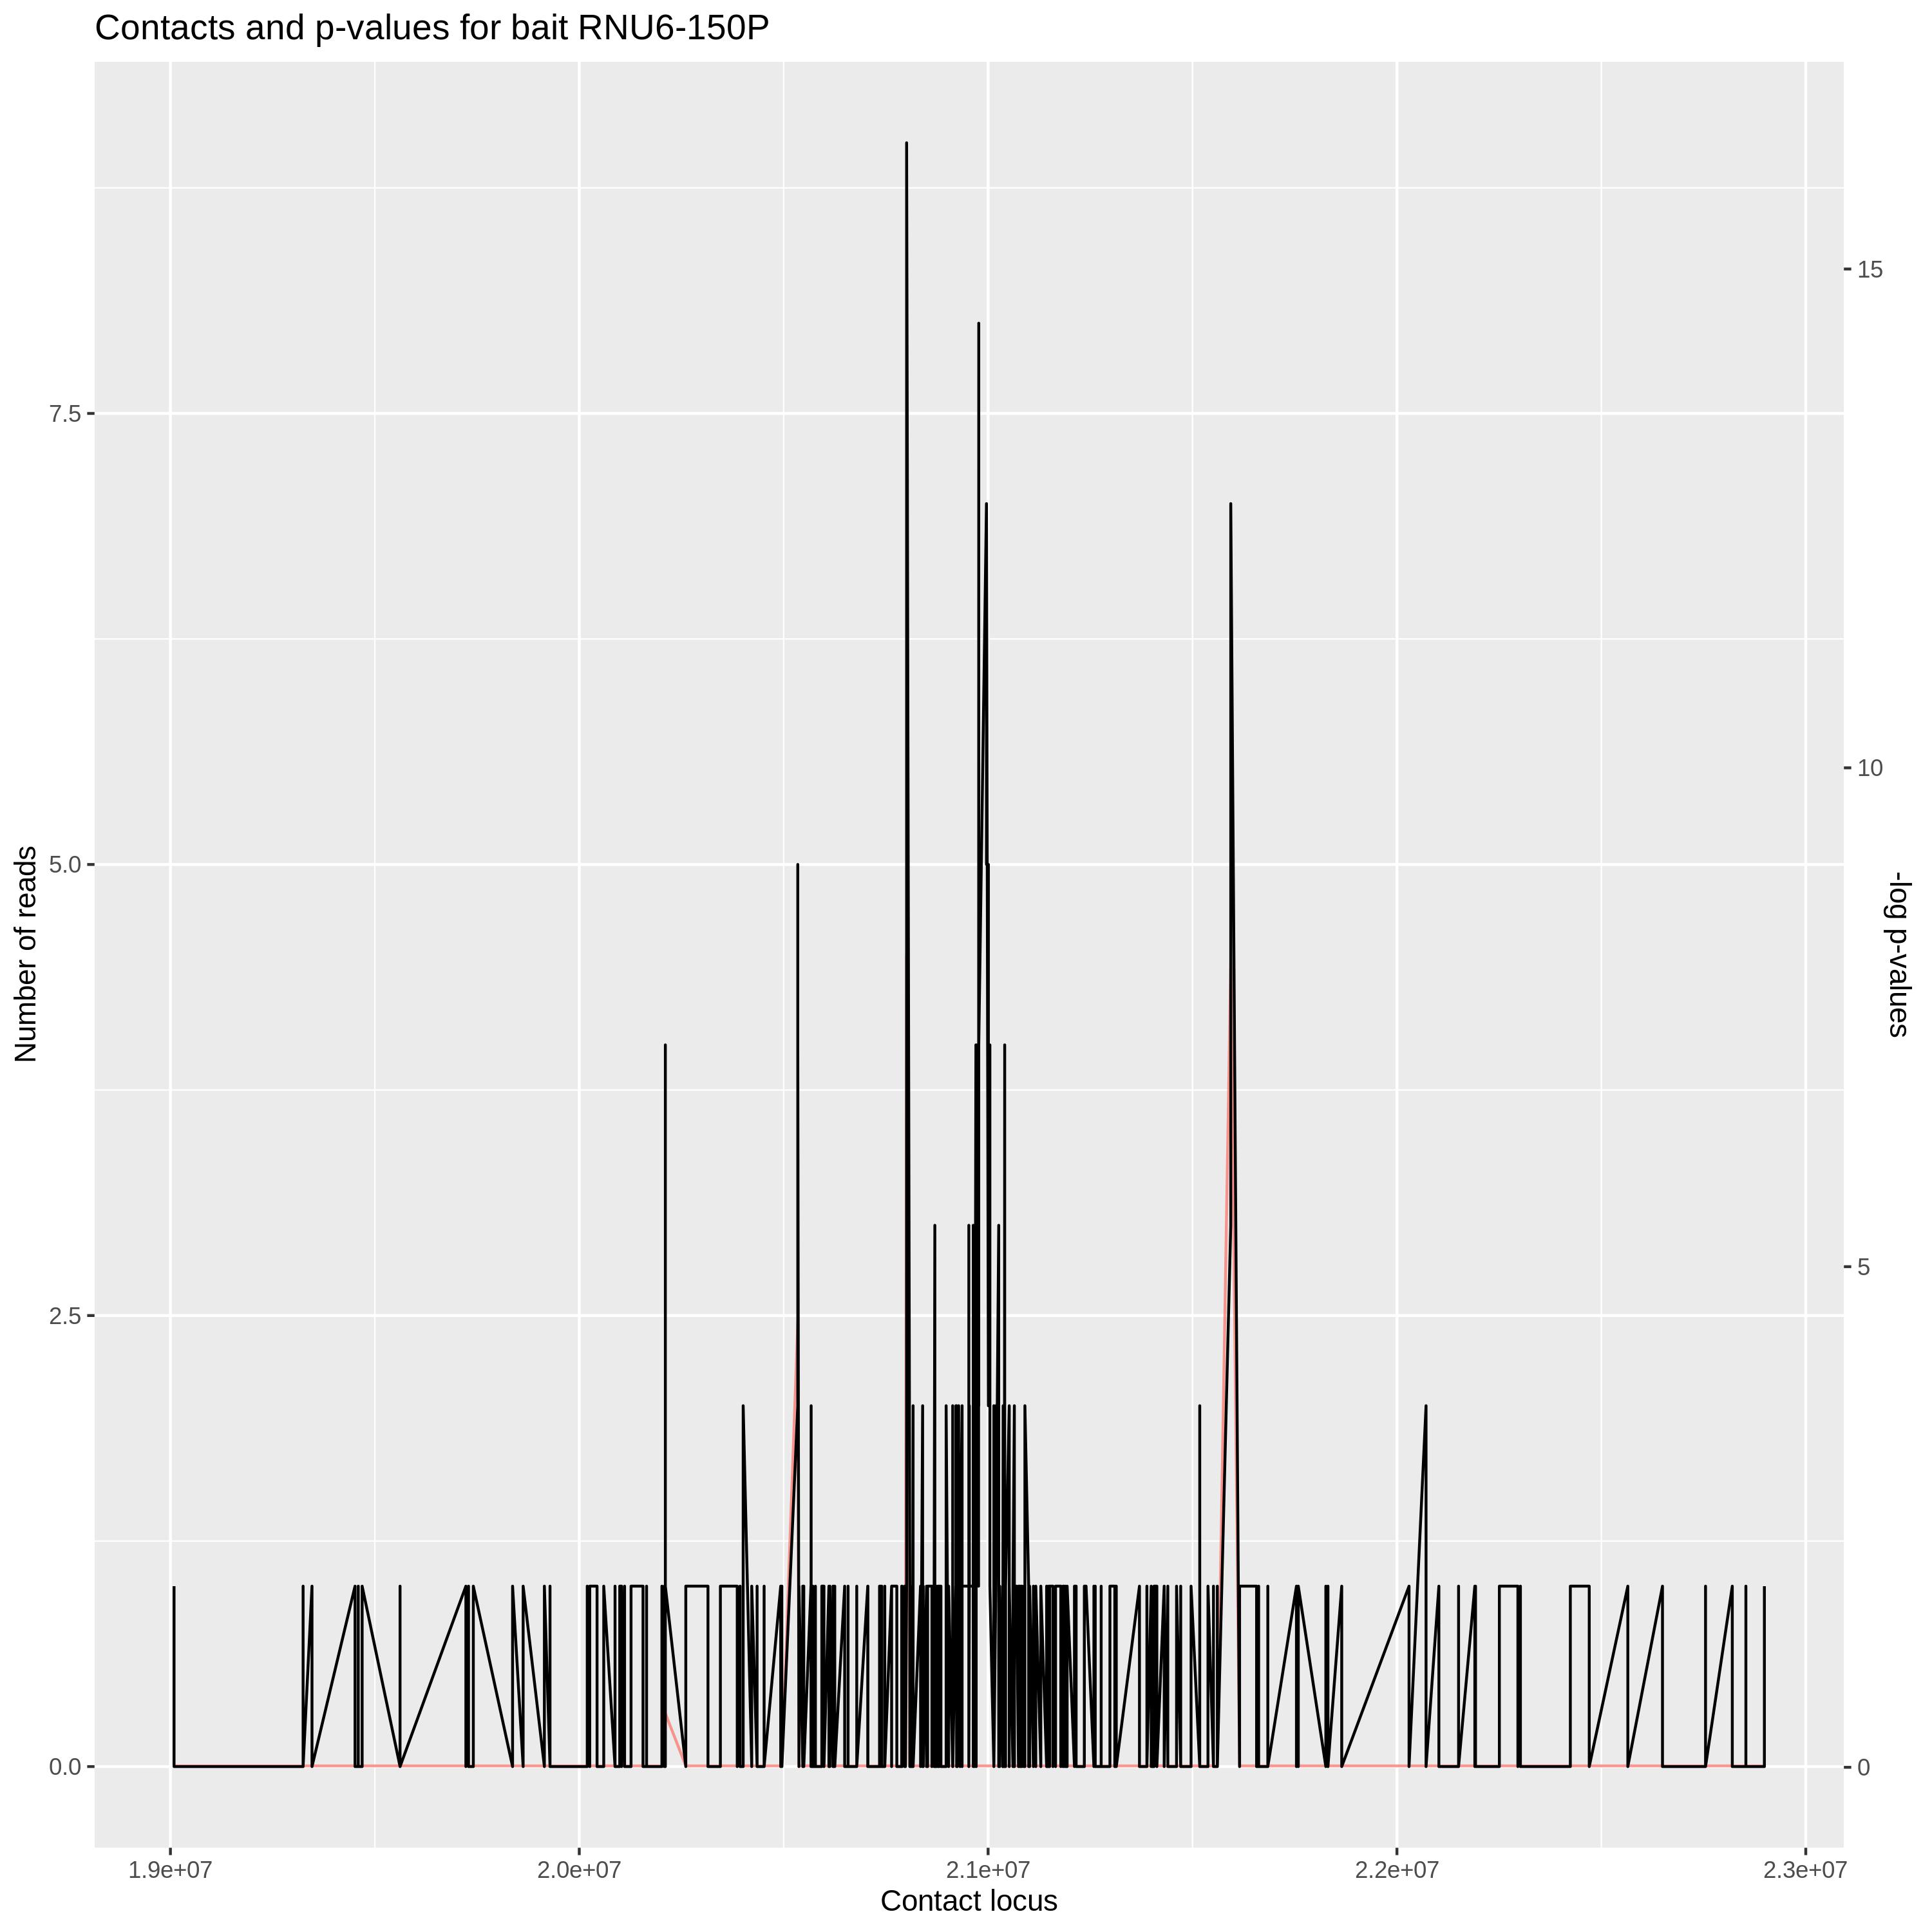 Contacts and p-values for bait RNU6-150P
Number of reads
7.5
5.0
2.5
0.0
15
10
5
0
-log p-values
1.9e+07
2.0e+07
2.1e+07
2.2e+07
2.3e+07
Contact locus